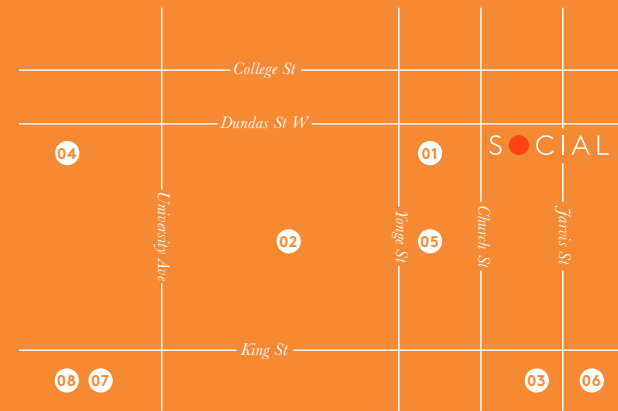 College St
Dundas St W
04
01
SOCIAL
University Ave
Yonge St
Church St
Jarvis St
02
05
King St
08
07
03
06